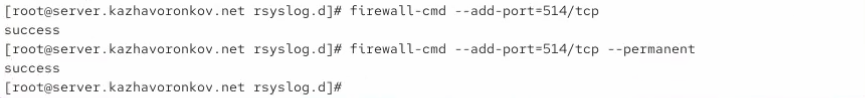 [root@server.kazhavoronkov.net rsyslog.d]# firewall-cmd --add-port=514/tcp
success
[root@server.kazhavoronkov.net rsyslog.d]# firewall-cmd --add-port=514/tcp --permanent
success
[root@server.kazhavoronkov.net rsyslog.d]#